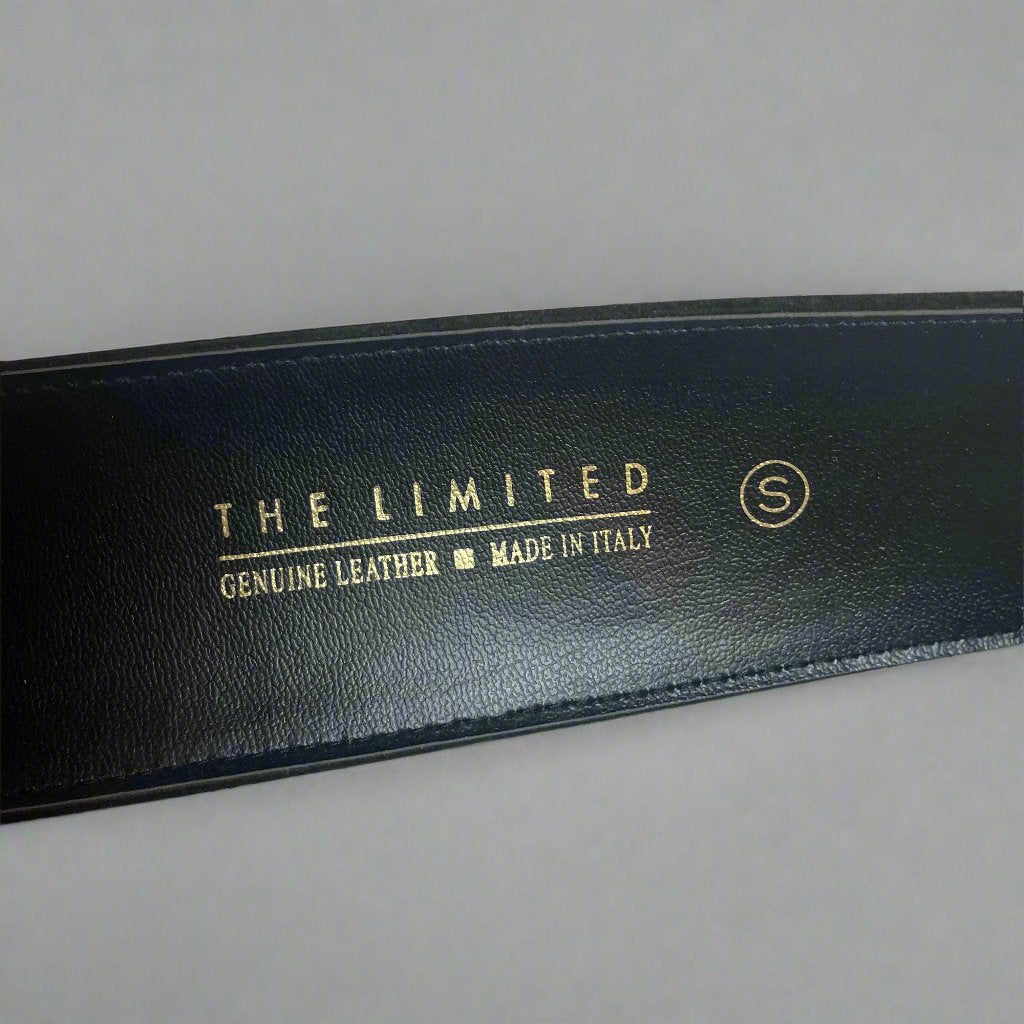 THE LIMITED
GENUINE LEATHER ■ MADE IN ITALY
S